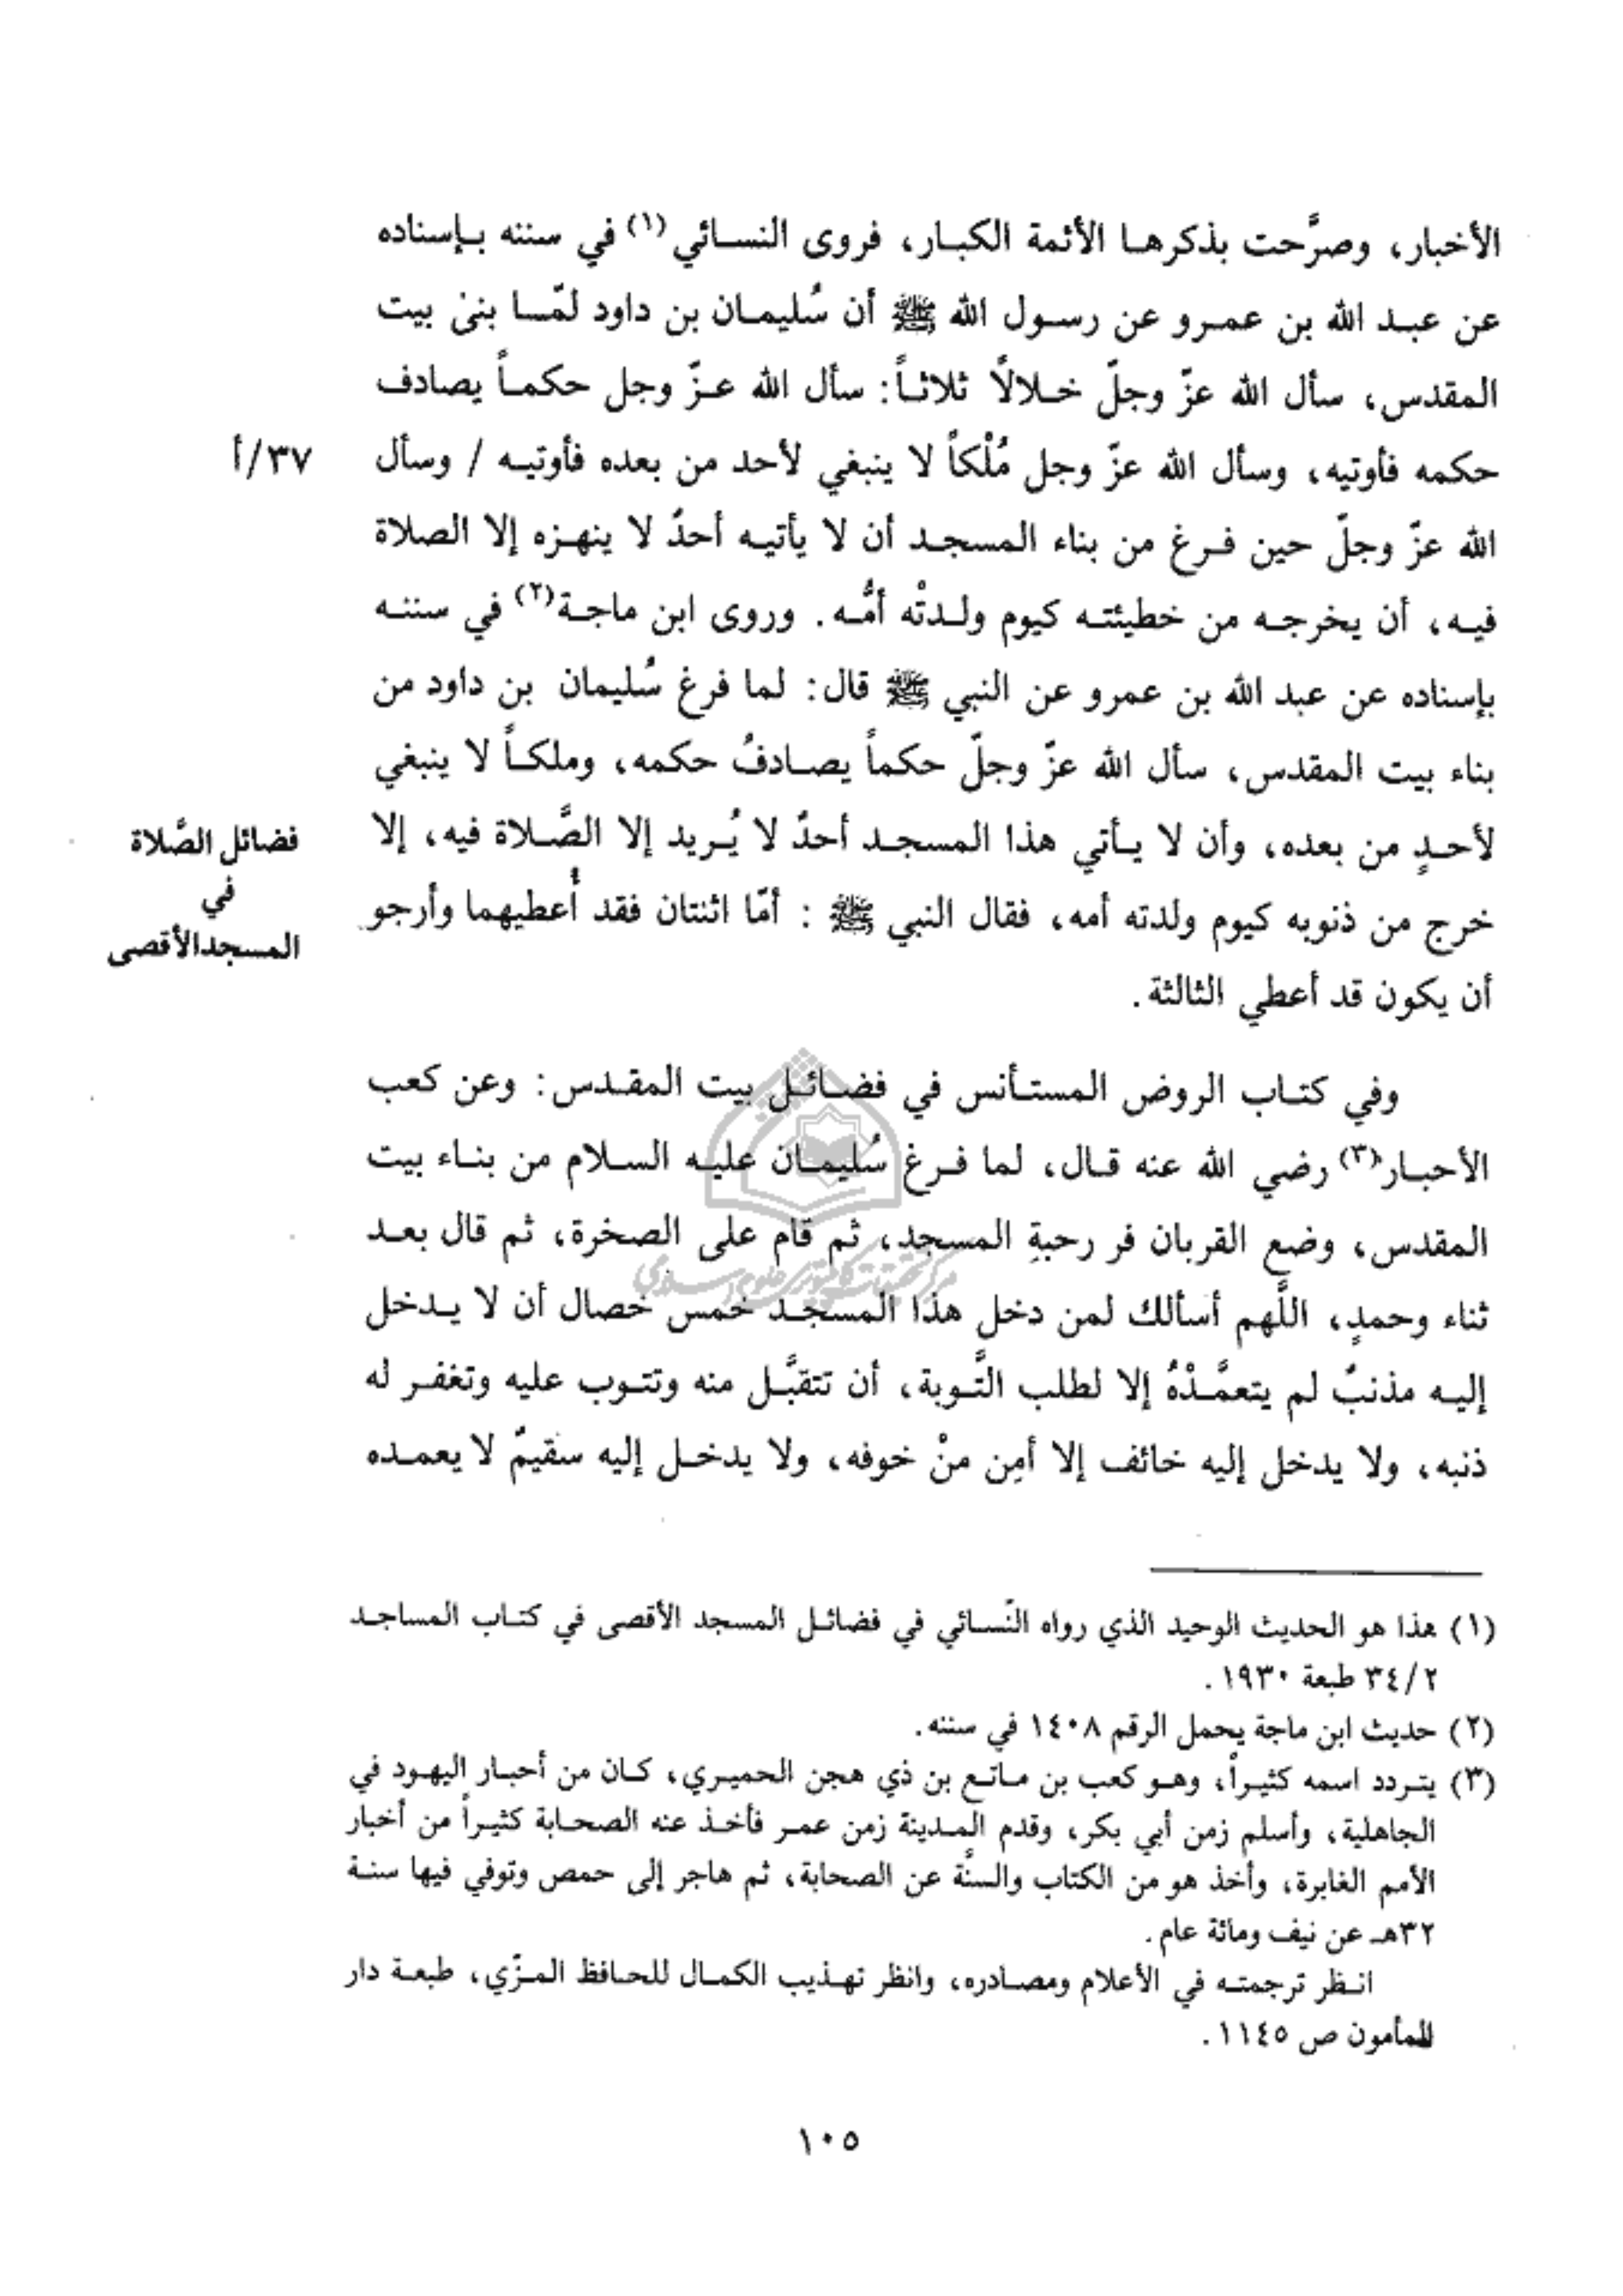 الأخبار، وصرَّحت بذكرها الأئمة الكبار، فروى النسائي(١) في سننه بإسناده
عن عبد الله بن عمرو عن رسول الله ﷺ أن سُليمان بن داود لمّا بنىٰ بيت
المقدس، سأل الله عزّ وجلّ خلالاً ثلاثاً: سأل الله عزّ وجل حكماً يصادف
حكمه فأوتيه، وسأل الله عزّ وجل مُلْكاً لا ينبغي لأحد من بعده فأوتيه / وسأل
٣٧/أ
الله عزّ وجلّ حين فرغ من بناء المسجد أن لا يأتيه أحدٌ لا ينهزه إلا الصلاة
فيه، أن يخرجه من خطيئته كيوم ولدتْه أمُّه. وروى ابن ماجة(٢) في سننه
بإسناده عن عبد الله بن عمرو عن النبي ﷺ قال: لما فرغ سُليمان بن داود من
بناء بيت المقدس، سأل الله عزّ وجلّ حكماً يصادفُ حكمه، وملكاً لا ينبغي
لأحدٍ من بعده، وأن لا يأتي هذا المسجد أحدٌ لا يُريد إلا الصَّلاة فيه، إلا
خرج من ذنوبه كيوم ولدته أمه، فقال النبي ﷺ : أمّا اثنتان فقد أُعطيهما وأرجو
أن يكون قد أعطي الثالثة.
فضائل الصَّلاة
في
المسجد الأقصى
وفي كتاب الروض المستأنس في فضائل بيت المقدس: وعن كعب
الأحبار(٣) رضي الله عنه قال، لما فرغ سُليمان عليه السلام من بناء بيت
المقدس، وضع القربان فر رحبةِ المسجد، ثم قام على الصخرة، ثم قال بعد
ثناء وحمدٍ، اللَّهم أسألك لمن دخل هذا المسجد خمس خصال أن لا يدخل
إليه مذنبٌ لم يتعمَّدْهُ إلا لطلب التَّوبة، أن تتقبَّل منه وتتوب عليه وتغفر له
ذنبه، ولا يدخل إليه خائف إلا أمِن منْ خوفه، ولا يدخل إليه سقيمٌ لا يعمده
مركز تحقيقات كامپيوتري علوم اسلامي
(١) هذا هو الحديث الوحيد الذي رواه النّسائي في فضائل المسجد الأقصى في كتاب المساجد
٣٤/٢ طبعة ١٩٣٠.
(٢) حديث ابن ماجة يحمل الرقم ١٤٠٨ في سننه.
(٣) يتردد اسمه كثيراً، وهو كعب بن ماتع بن ذي هجن الحميري، كان من أحبار اليهود في
الجاهلية، وأسلم زمن أبي بكر، وقدم المدينة زمن عمر فأخذ عنه الصحابة كثيراً من أخبار
الأمم الغابرة، وأخذ هو من الكتاب والسنَّة عن الصحابة، ثم هاجر إلى حمص وتوفي فيها سنة
٣٢هـ عن نيف ومائة عام.
انظر ترجمته في الأعلام ومصادره، وانظر تهذيب الكمال للحافظ المزّي، طبعة دار
للمأمون ص ١١٤٥.
١٠٥